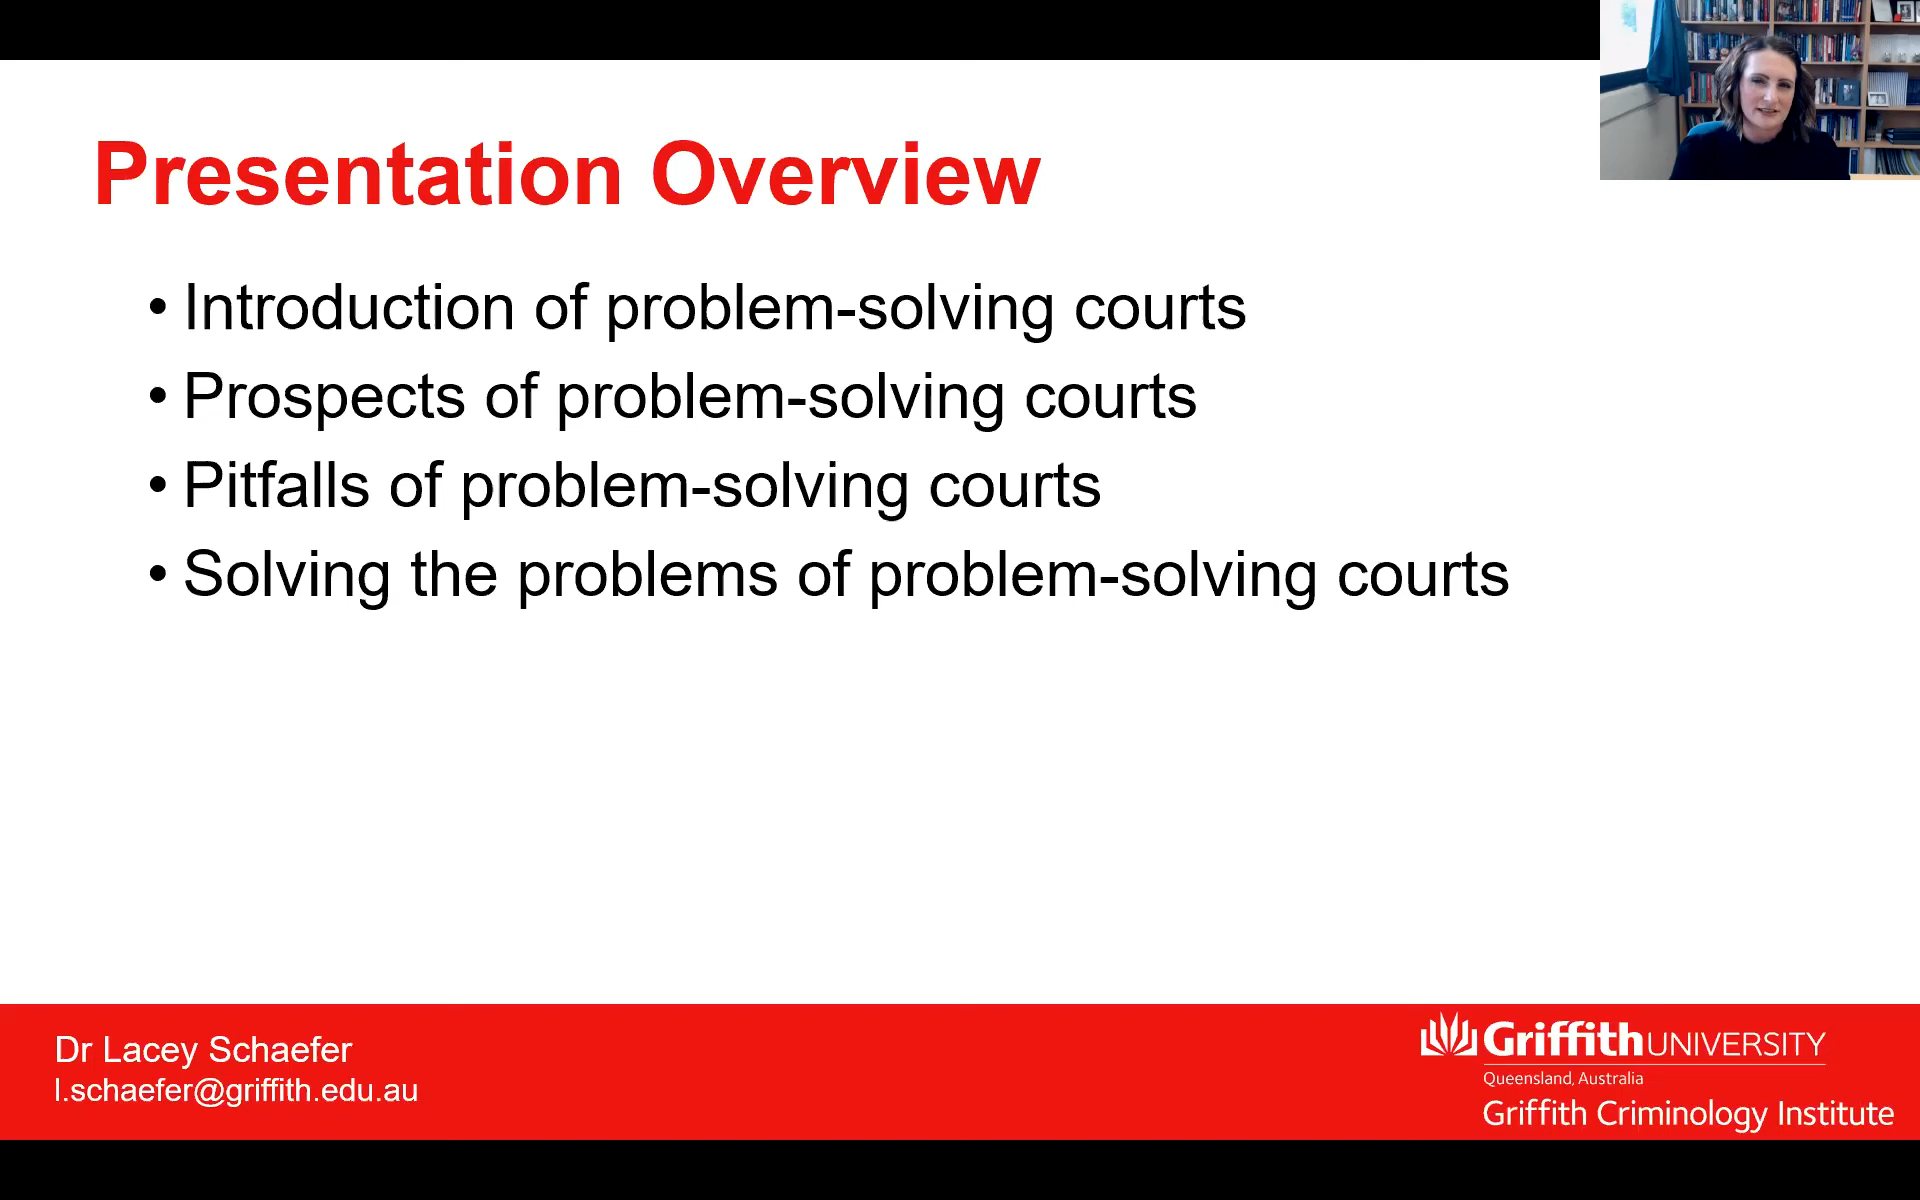 Presentation Overview
• Introduction of problem-solving courts
• Prospects of problem-solving courts
• Pitfalls of problem-solving courts
• Solving the problems of problem-solving courts
Dr Lacey Schaefer
l.schaefer@griffith.edu.au
Griffith UNIVERSITY
Queensland, Australia
Griffith Criminology Institute